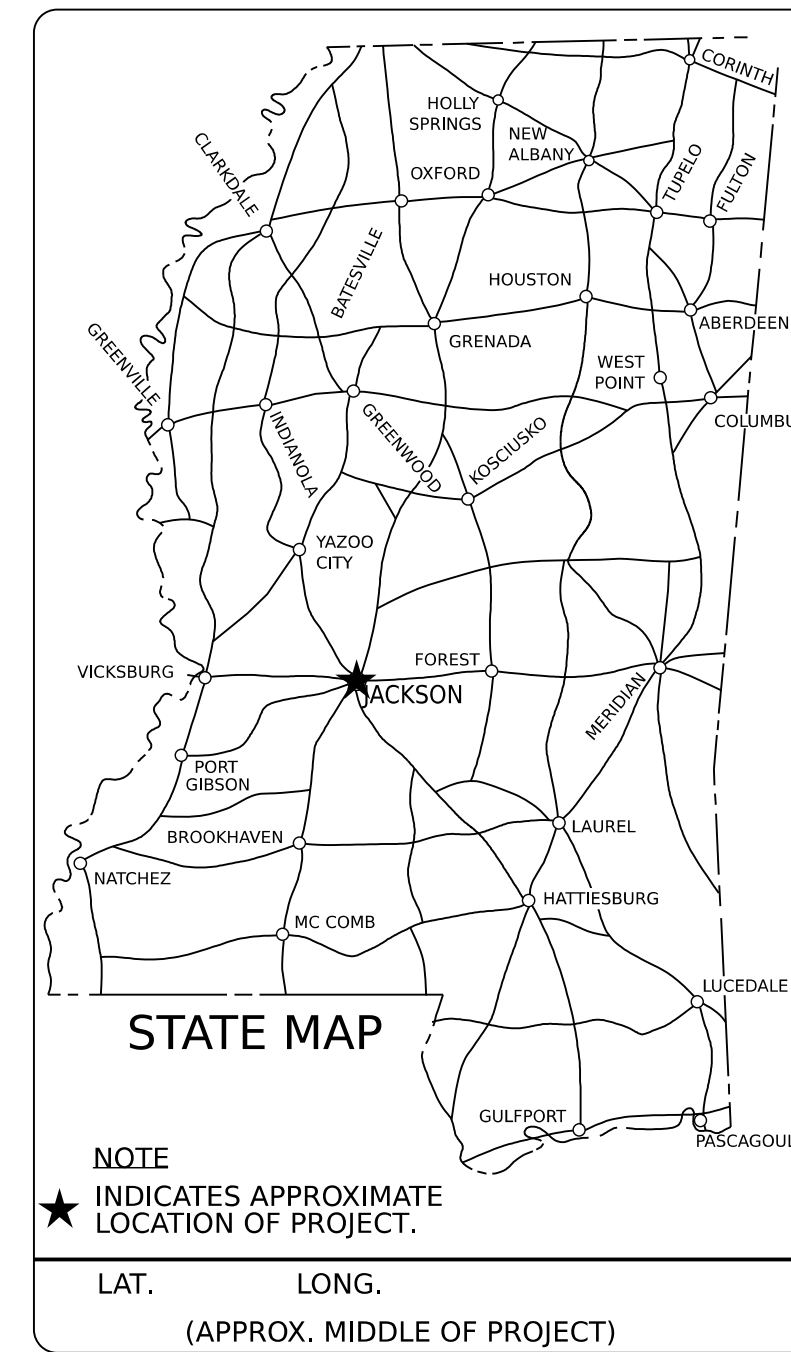 CORINTH
HOLLY
SPRINGS
NEW
ALBANY
CLARKDALE
OXFORD
TUPELO
FULTON
BATESVILLE
HOUSTON
ABERDEEN
GREENVILLE
GRENADA
WEST
POINT
INDIANOLA
GREENWOOD
KOSCIUSKO
COLUMBU
YAZOO
CITY
VICKSBURG
FOREST
JACKSON
MERIDIAN
PORT
GIBSON
BROOKHAVEN
LAUREL
NATCHEZ
HATTIESBURG
MC COMB
LUCEDALE
STATE MAP
GULFPORT
PASCAGOUL
NOTE
INDICATES APPROXIMATE
LOCATION OF PROJECT.
LAT. LONG.
(APPROX. MIDDLE OF PROJECT)